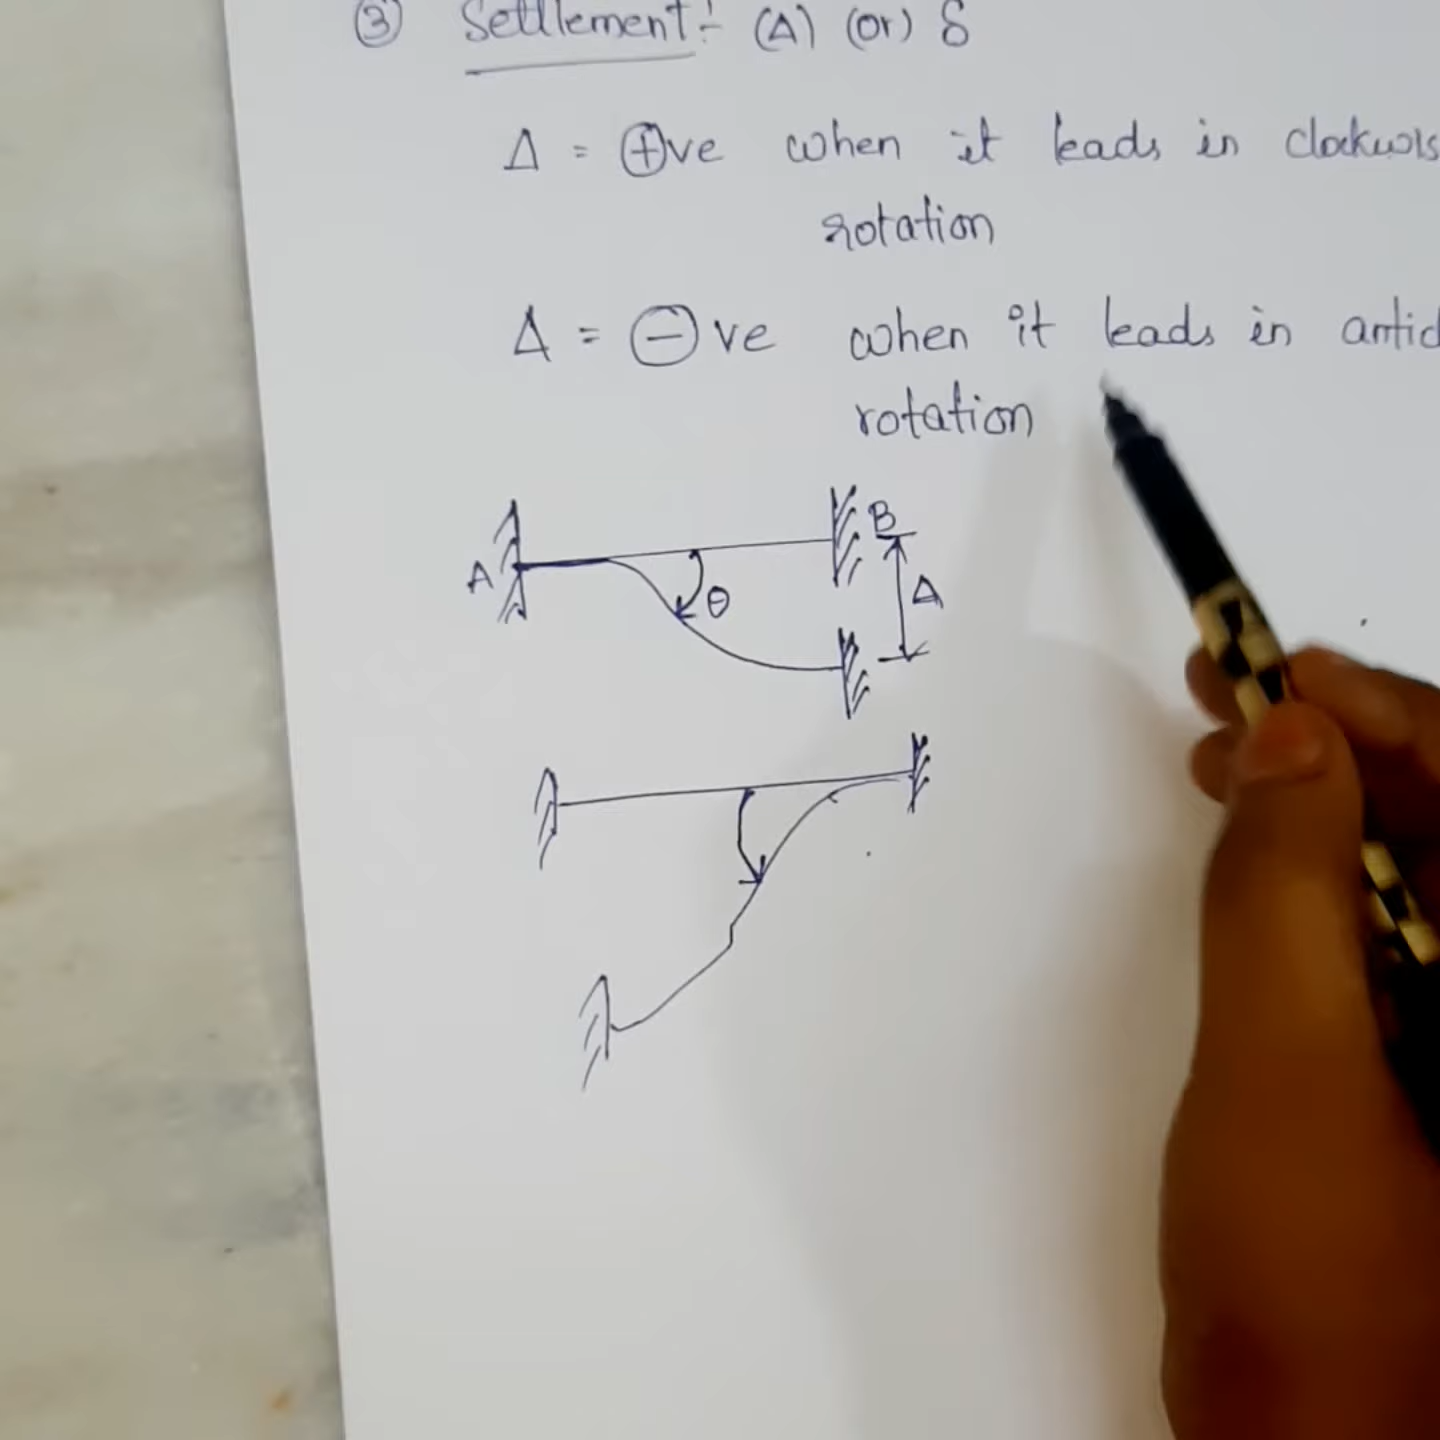 ③ Settlement:- (Δ) (or) δ
Δ = ⊕ve when it leads in clockwis
rotation
Δ = ⊖ve when it leads in antic
rotation
A B
θ Δ